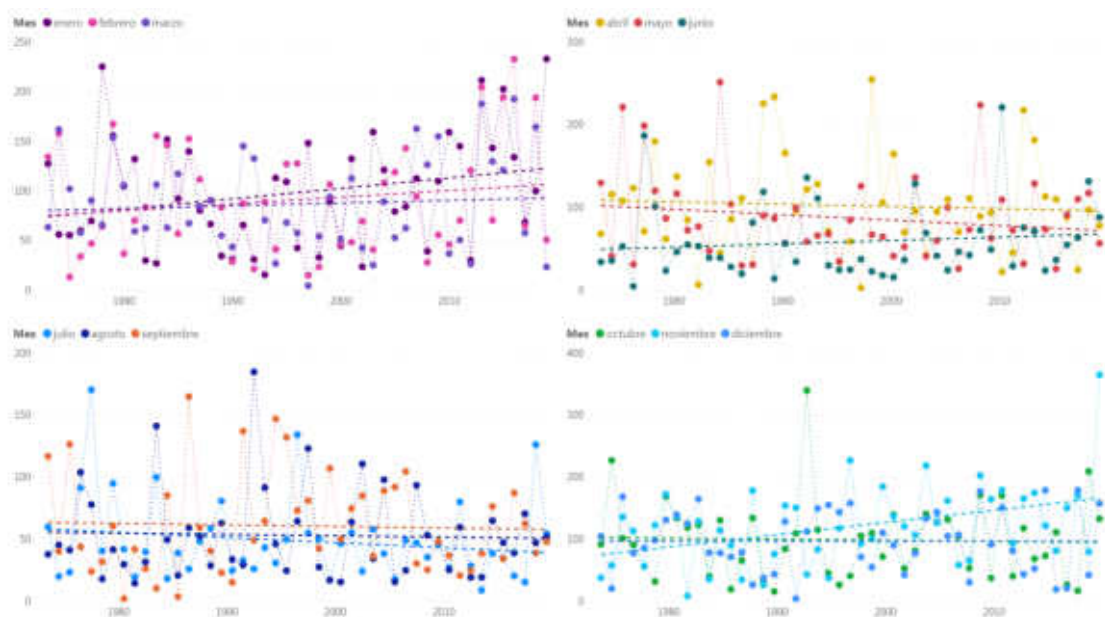 Mes enero febrero marzo
250
200
150
100
50
0
1980 1990 2000 2010
Mes abril mayo junio
300
200
100
0
1980 1990 2000 2010
Mes julio agosto septiembre
200
150
100
50
0
1980 1990 2000 2010
Mes octubre noviembre diciembre
400
300
200
100
0
1980 1990 2000 2010